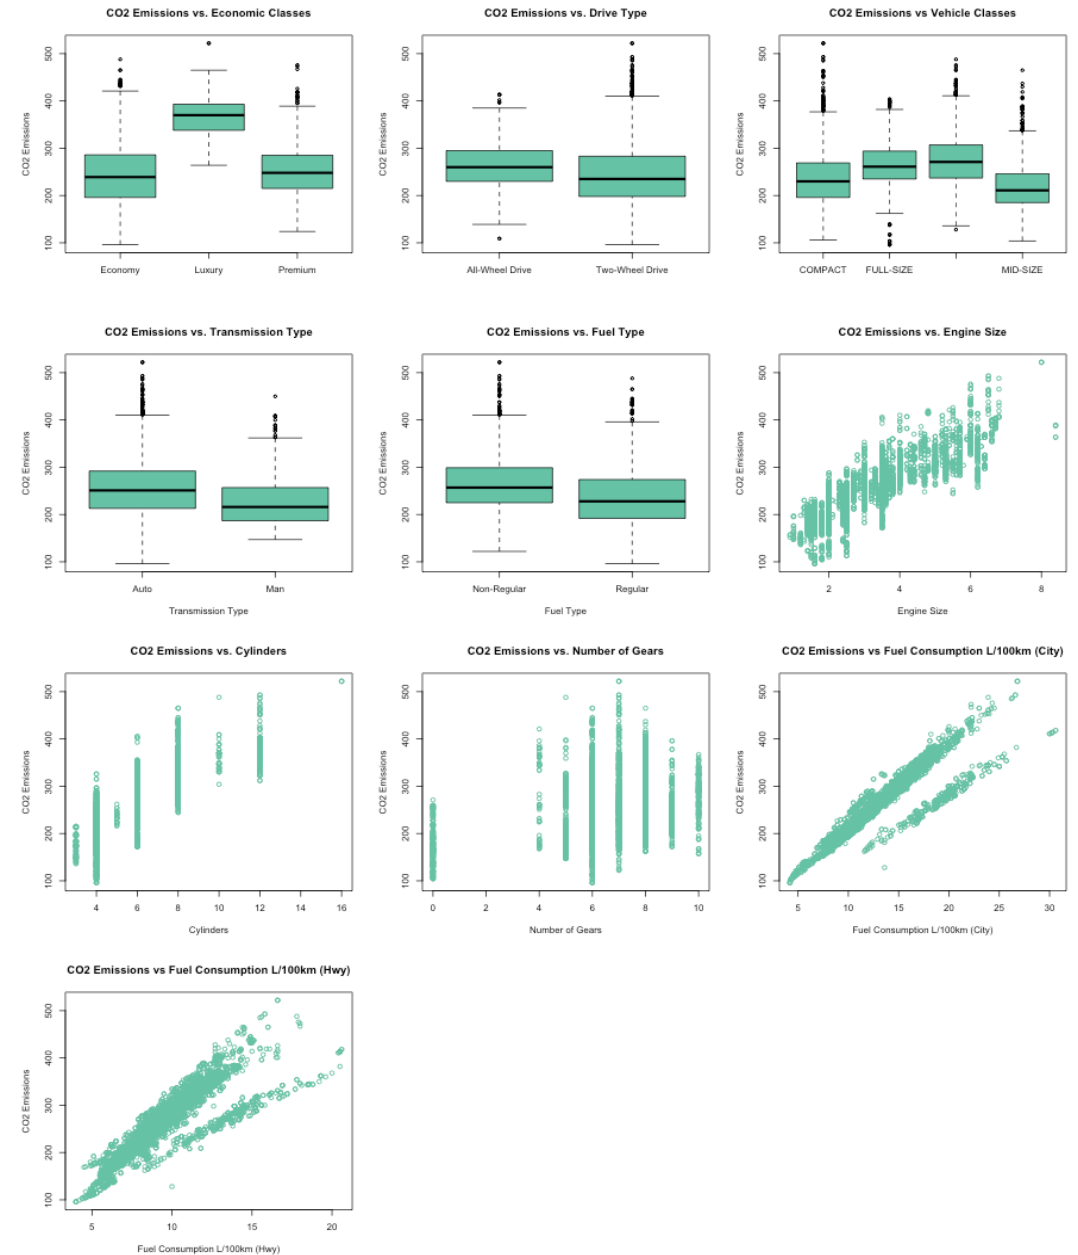 CO2 Emissions vs. Economic Classes
CO2 Emissions
100 200 300 400 500
Economy Luxury Premium
CO2 Emissions vs. Drive Type
CO2 Emissions
100 200 300 400 500
All-Wheel Drive Two-Wheel Drive
CO2 Emissions vs Vehicle Classes
CO2 Emissions
100 200 300 400 500
COMPACT FULL-SIZE MID-SIZE
CO2 Emissions vs. Transmission Type
CO2 Emissions
100 200 300 400 500
Auto Man
Transmission Type
CO2 Emissions vs. Fuel Type
CO2 Emissions
100 200 300 400 500
Non-Regular Regular
Fuel Type
CO2 Emissions vs. Engine Size
CO2 Emissions
100 200 300 400 500
2 4 6 8
Engine Size
CO2 Emissions vs. Cylinders
CO2 Emissions
100 200 300 400 500
4 6 8 10 12 14 16
Cylinders
CO2 Emissions vs. Number of Gears
CO2 Emissions
100 200 300 400 500
0 2 4 6 8 10
Number of Gears
CO2 Emissions vs Fuel Consumption L/100km (City)
CO2 Emissions
100 200 300 400 500
5 10 15 20 25 30
Fuel Consumption L/100km (City)
CO2 Emissions vs Fuel Consumption L/100km (Hwy)
CO2 Emissions
100 200 300 400 500
5 10 15 20
Fuel Consumption L/100km (Hwy)